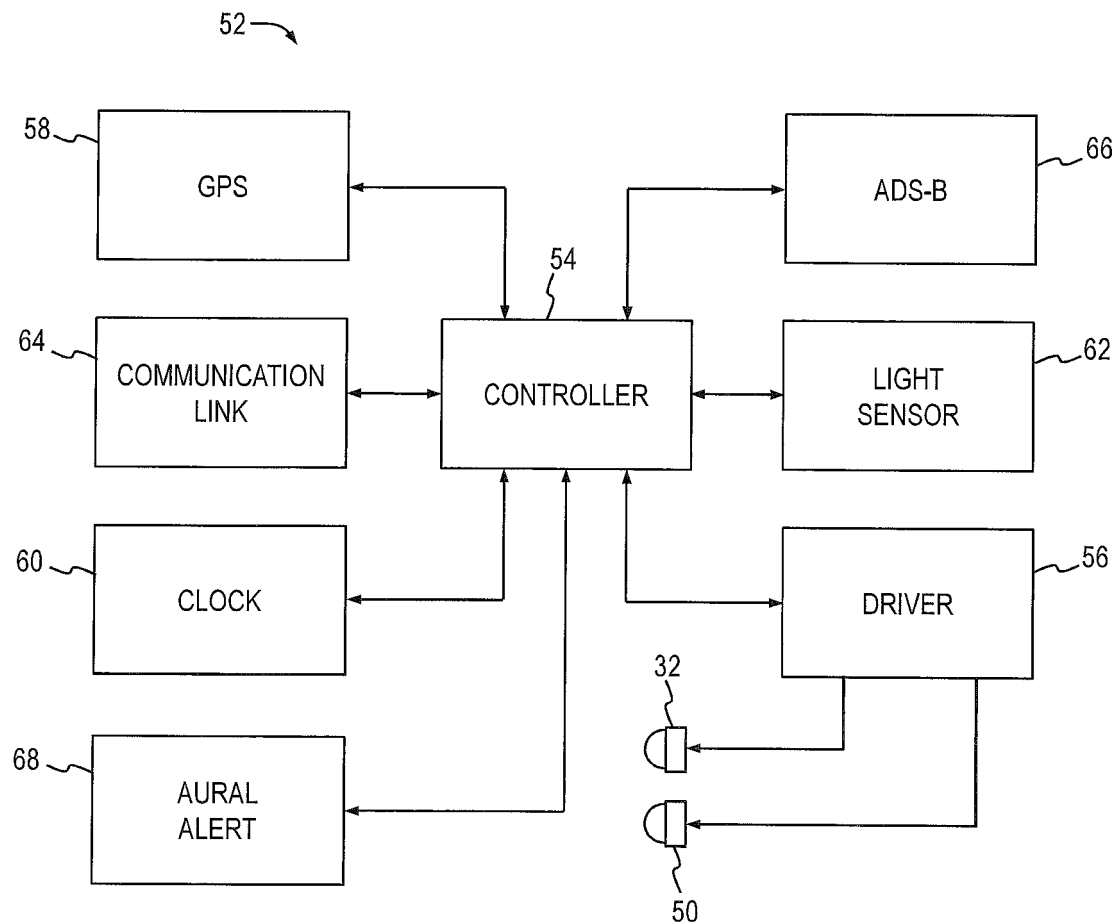 52
58
GPS
66
ADS-B
54
CONTROLLER
64
COMMUNICATION
LINK
62
LIGHT
SENSOR
60
CLOCK
56
DRIVER
32
68
AURAL
ALERT
50